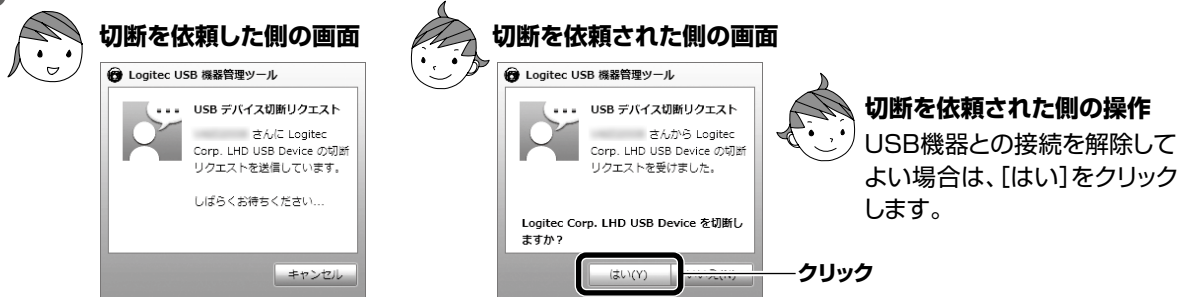 切断を依頼した側の画面
Logitec USB 機器管理ツール
USB デバイス切断リクエスト
さんに Logitec
Corp. LHD USB Device の切断
リクエストを送信しています。
しばらくお待ちください...
キャンセル
切断を依頼された側の画面
Logitec USB 機器管理ツール
USB デバイス切断リクエスト
さんから Logitec
Corp. LHD USB Device の切断
リクエストを受けました。
Logitec Corp. LHD USB Device を切断し
ますか？
はい(Y)
いいえ(N)
クリック
切断を依頼された側の操作
USB機器との接続を解除して
よい場合は、［はい］をクリック
します。